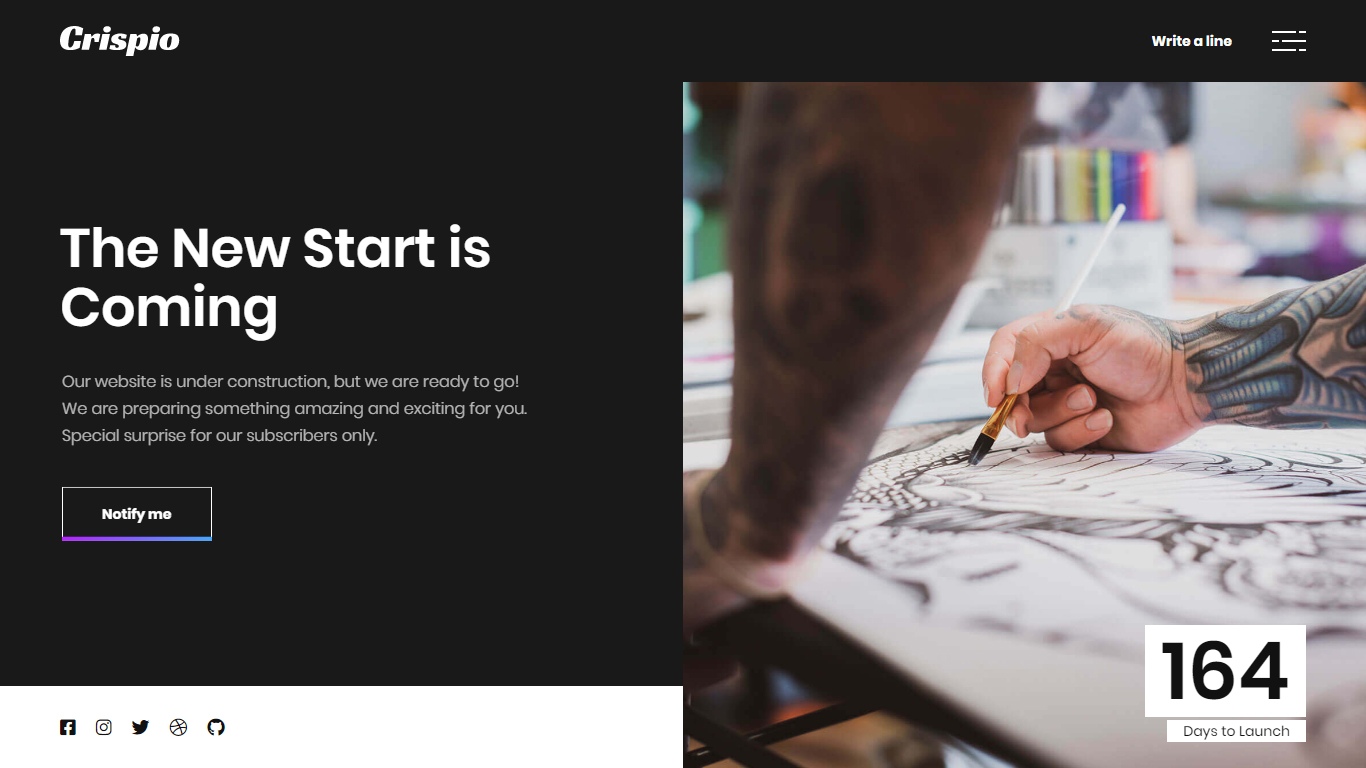 Crispio
Write a line
The New Start is
Coming
Our website is under construction, but we are ready to go!
We are preparing something amazing and exciting for you.
Special surprise for our subscribers only.
Notify me
164
Days to Launch